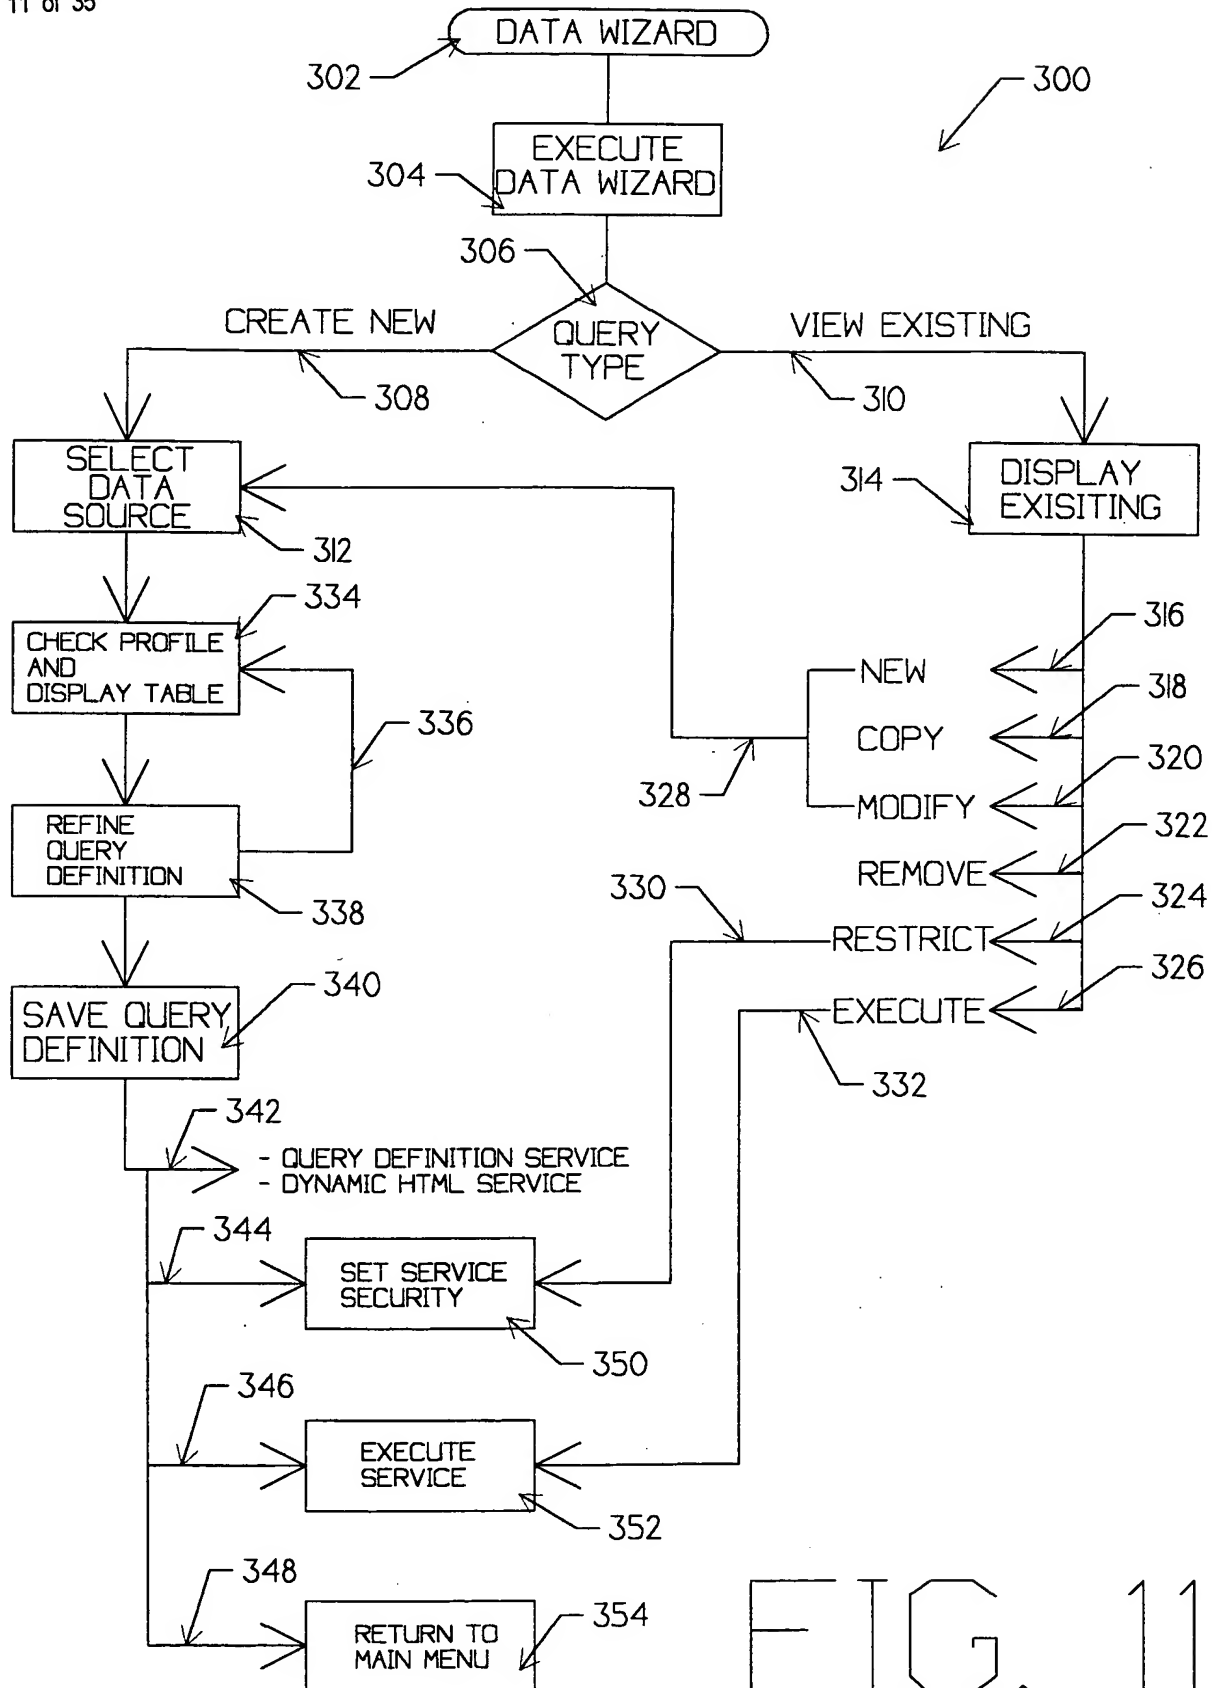 11 of 35
DATA WIZARD
302
300
EXECUTE
DATA WIZARD
304
306
CREATE NEW
QUERY
TYPE
VIEW EXISTING
308
310
SELECT
DATA
SOURCE
312
314
DISPLAY
EXISITING
334
CHECK PROFILE
AND
DISPLAY TABLE
336
316
NEW
318
COPY
320
328
MODIFY
322
REMOVE
REFINE
QUERY
DEFINITION
338
330
324
RESTRICT
326
EXECUTE
332
340
SAVE QUERY
DEFINITION
342
- QUERY DEFINITION SERVICE
- DYNAMIC HTML SERVICE
344
SET SERVICE
SECURITY
350
346
EXECUTE
SERVICE
352
348
RETURN TO
MAIN MENU
354
FIG. 11